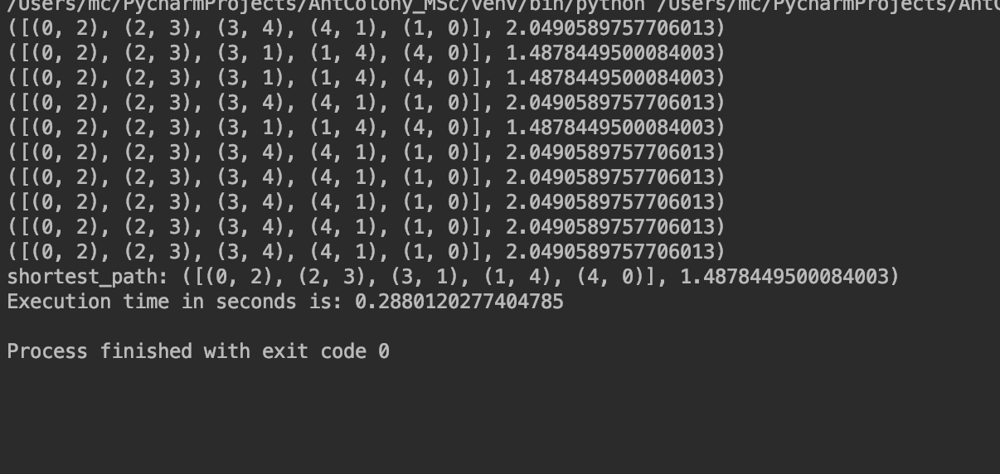 /Users/mc/PycharmProjects/AntColony_MSc/venv/bin/python /Users/mc/PycharmProjects/AntC
([(0, 2), (2, 3), (3, 4), (4, 1), (1, 0)], 2.0490589757706013)
([(0, 2), (2, 3), (3, 1), (1, 4), (4, 0)], 1.4878449500084003)
([(0, 2), (2, 3), (3, 1), (1, 4), (4, 0)], 1.4878449500084003)
([(0, 2), (2, 3), (3, 4), (4, 1), (1, 0)], 2.0490589757706013)
([(0, 2), (2, 3), (3, 1), (1, 4), (4, 0)], 1.4878449500084003)
([(0, 2), (2, 3), (3, 4), (4, 1), (1, 0)], 2.0490589757706013)
([(0, 2), (2, 3), (3, 4), (4, 1), (1, 0)], 2.0490589757706013)
([(0, 2), (2, 3), (3, 4), (4, 1), (1, 0)], 2.0490589757706013)
([(0, 2), (2, 3), (3, 4), (4, 1), (1, 0)], 2.0490589757706013)
([(0, 2), (2, 3), (3, 4), (4, 1), (1, 0)], 2.0490589757706013)
shortest_path: ([(0, 2), (2, 3), (3, 1), (1, 4), (4, 0)], 1.4878449500084003)
Execution time in seconds is: 0.2880120277404785
Process finished with exit code 0